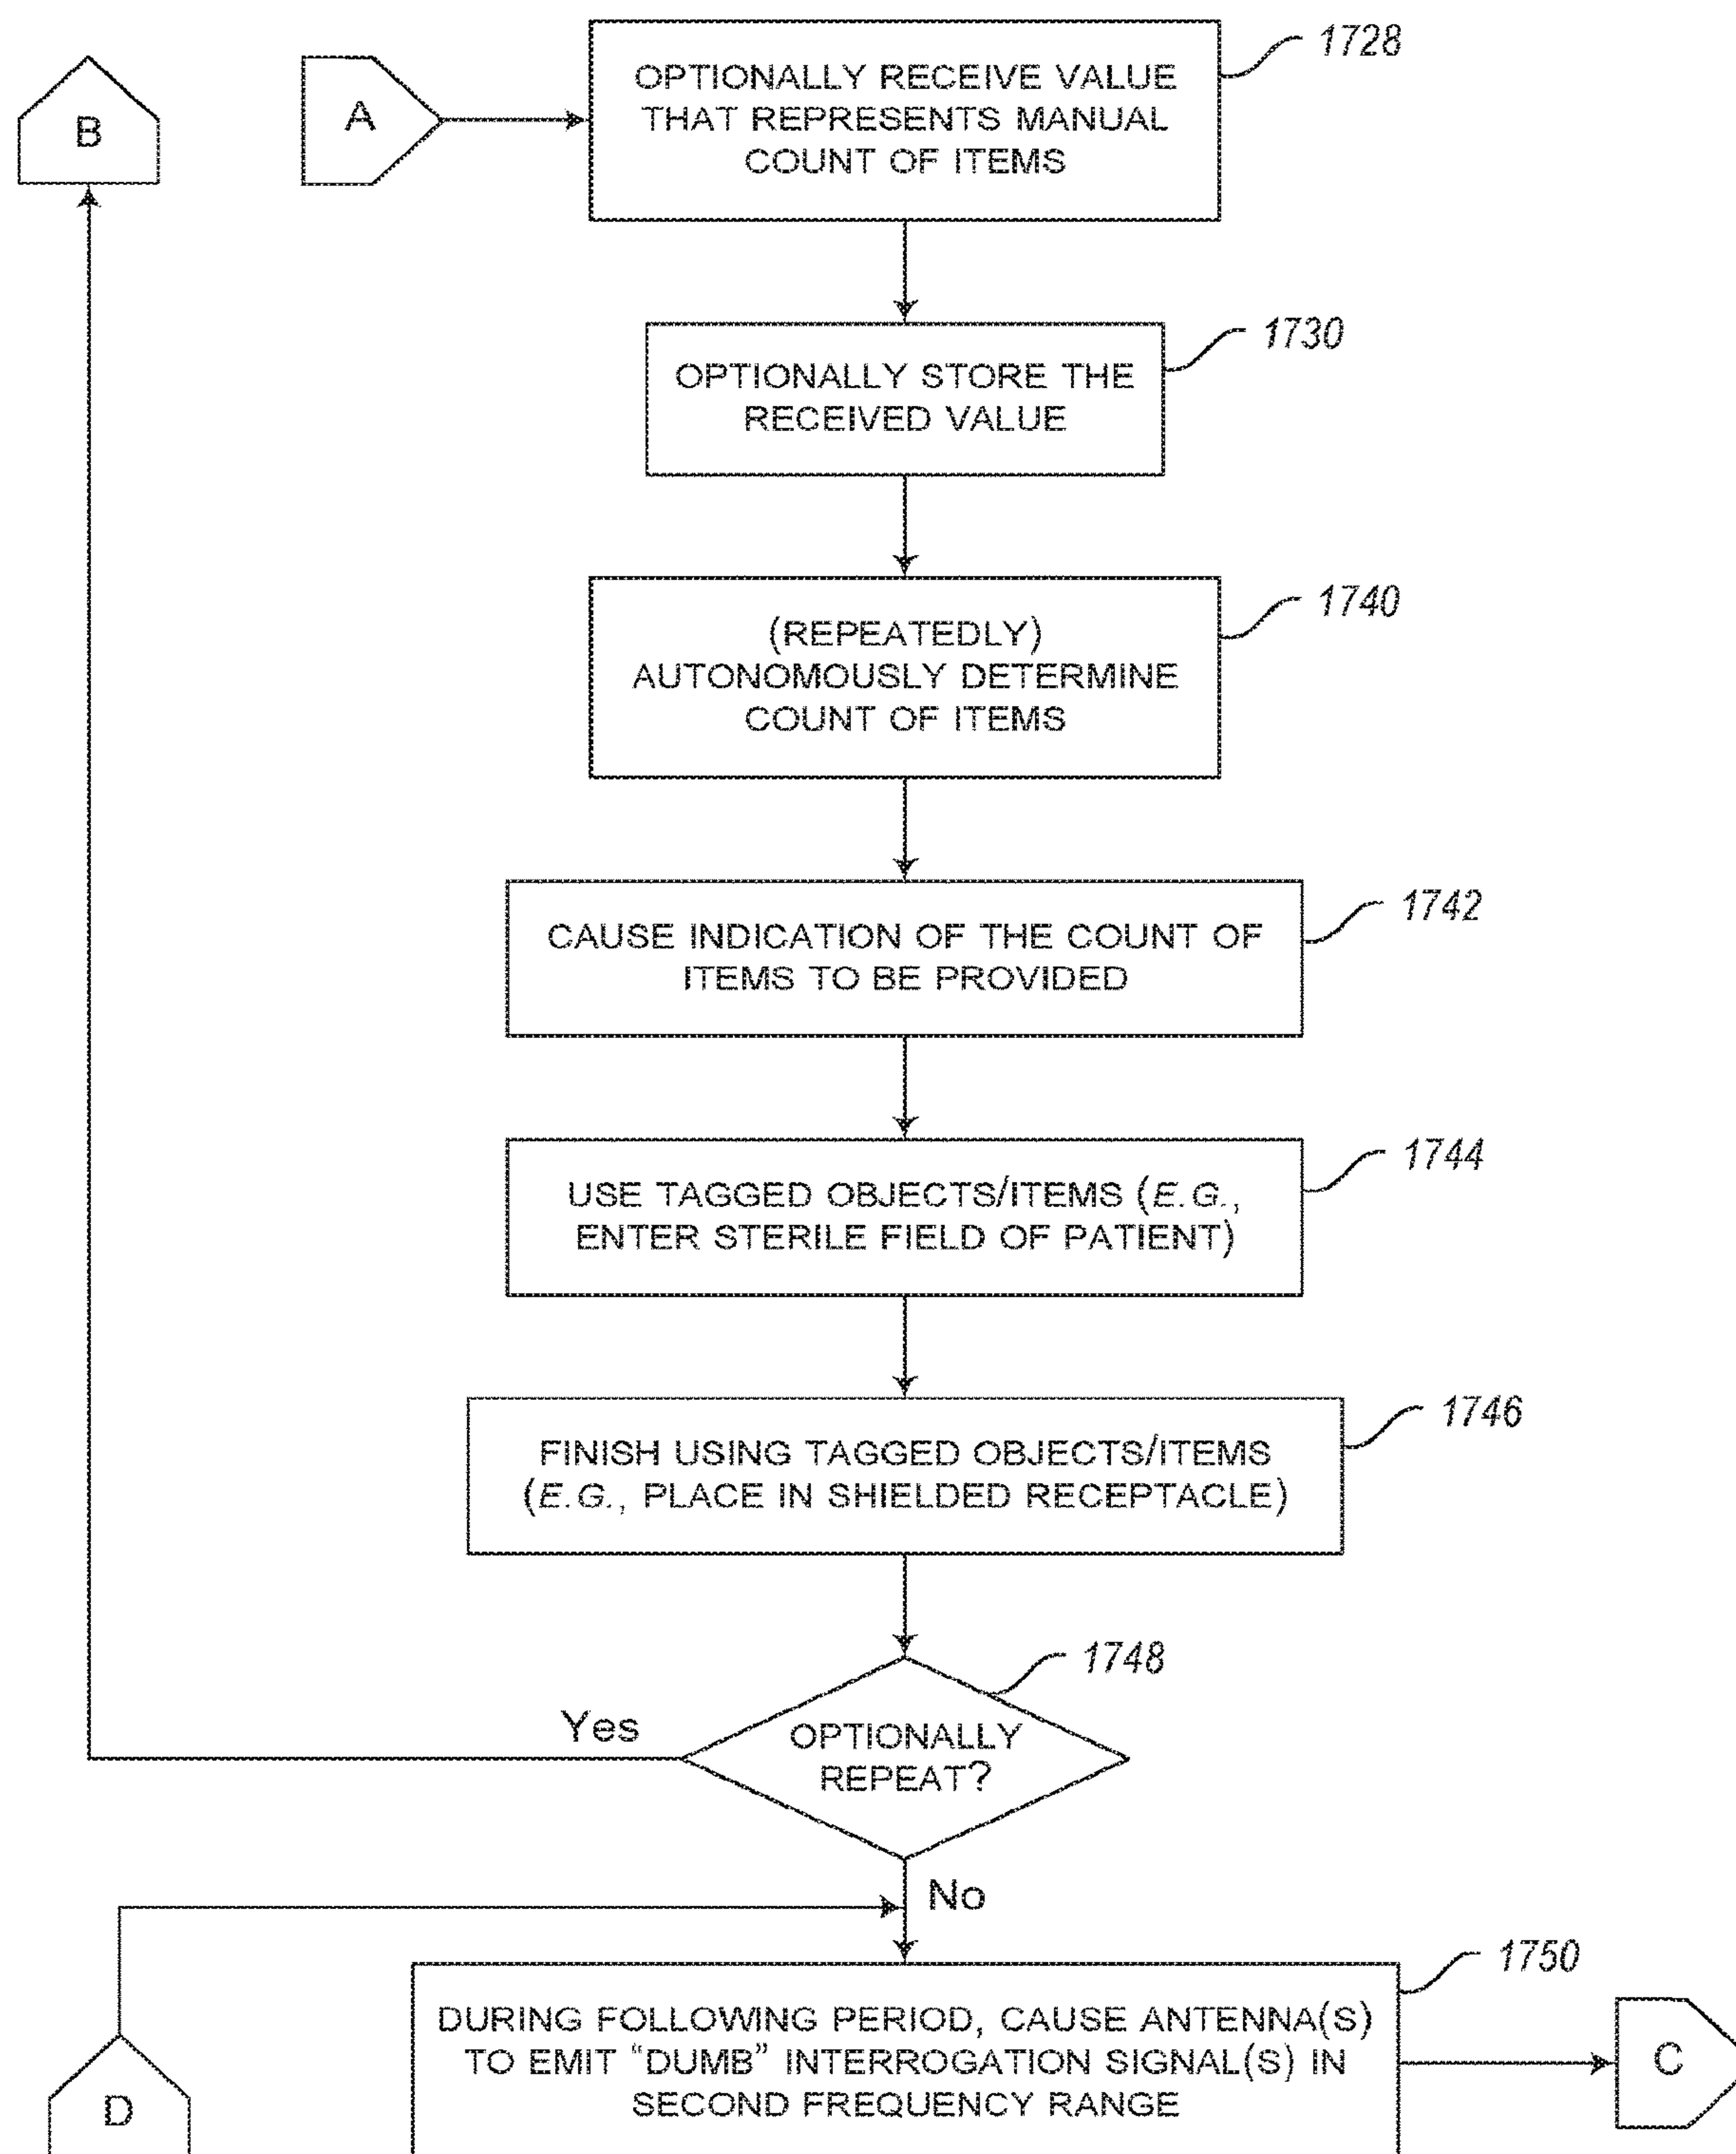 B
A
OPTIONALLY RECEIVE VALUE
THAT REPRESENTS MANUAL
COUNT OF ITEMS
1728
OPTIONALLY STORE THE
RECEIVED VALUE
1730
(REPEATEDLY)
AUTONOMOUSLY DETERMINE
COUNT OF ITEMS
1740
CAUSE INDICATION OF THE COUNT OF
ITEMS TO BE PROVIDED
1742
USE TAGGED OBJECTS/ITEMS (E.G.,
ENTER STERILE FIELD OF PATIENT)
1744
FINISH USING TAGGED OBJECTS/ITEMS
(E.G., PLACE IN SHIELDED RECEPTACLE)
1746
OPTIONALLY
REPEAT?
1748
Yes
No
DURING FOLLOWING PERIOD, CAUSE ANTENNA(S)
TO EMIT “DUMB” INTERROGATION SIGNAL(S) IN
SECOND FREQUENCY RANGE
1750
C
D